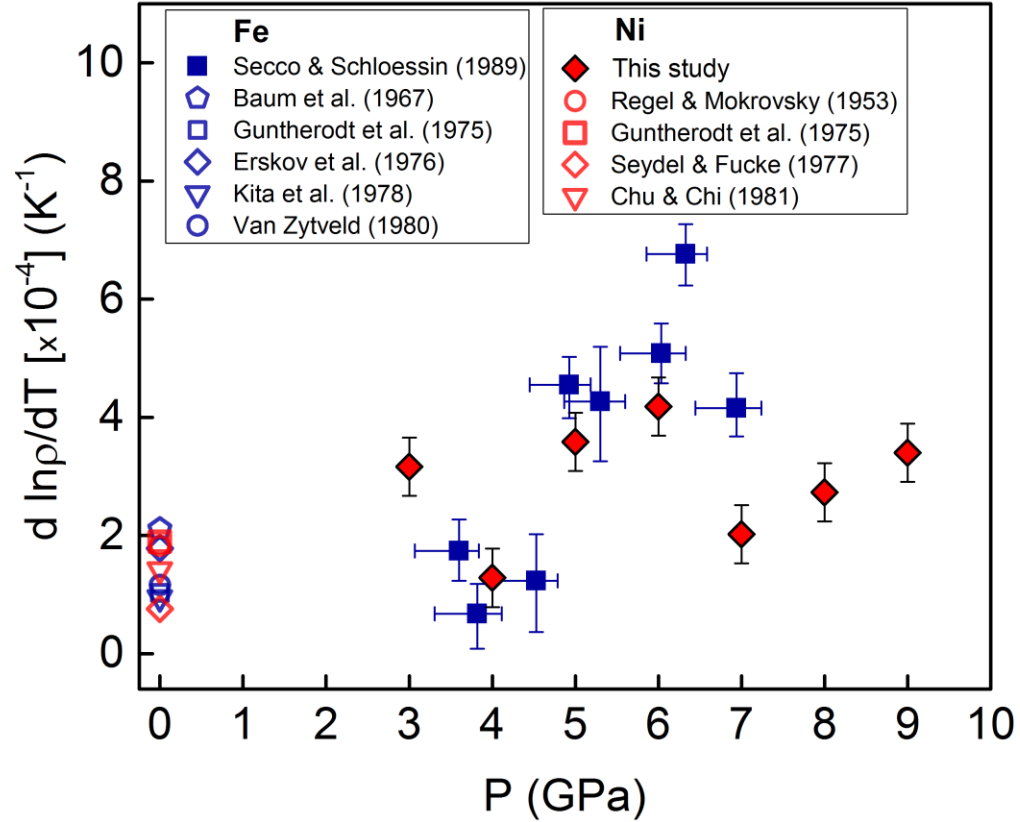 Fe
Secco & Schloessin (1989)
Baum et al. (1967)
Guntherodt et al. (1975)
Erskov et al. (1976)
Kita et al. (1978)
Van Zytveld (1980)
Ni
This study
Regel & Mokrovsky (1953)
Guntherodt et al. (1975)
Seydel & Fucke (1977)
Chu & Chi (1981)
d lnρ/dT [x10⁻⁴] (K⁻¹)
10
8
6
4
2
0
0 1 2 3 4 5 6 7 8 9 10
P (GPa)